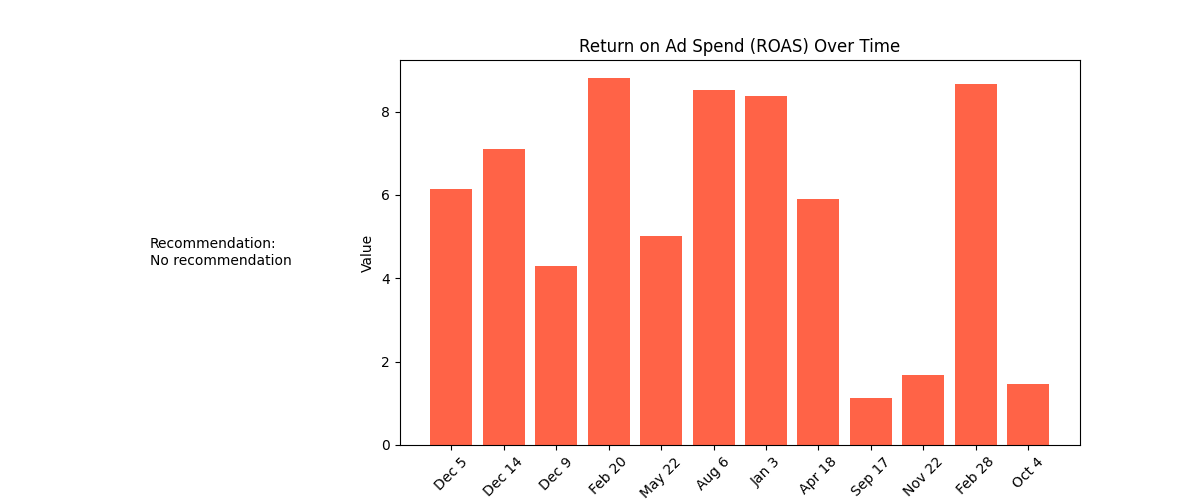 Return on Ad Spend (ROAS) Over Time
Recommendation:
No recommendation
Value
8
6
4
2
0
Dec 5
Dec 14
Dec 9
Feb 20
May 22
Aug 6
Jan 3
Apr 18
Sep 17
Nov 22
Feb 28
Oct 4